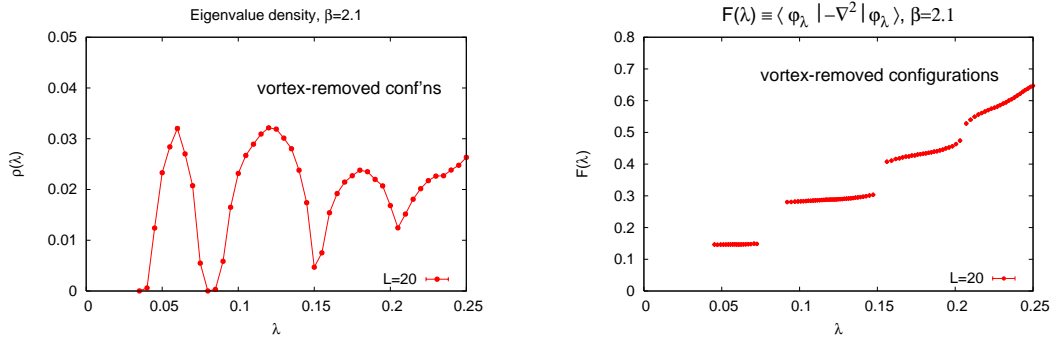 Eigenvalue density, β=2.1
0.05
0.04
0.03
0.02
0.01
0
ρ(λ)
vortex-removed conf'ns
L=20
0 0.05 0.1 0.15 0.2 0.25
λ
F(λ) ≡ ⟨ φ_λ | −∇² | φ_λ ⟩, β=2.1
0.8
0.7
0.6
0.5
0.4
0.3
0.2
0.1
0
F(λ)
vortex-removed configurations
L=20
0 0.05 0.1 0.15 0.2 0.25
λ